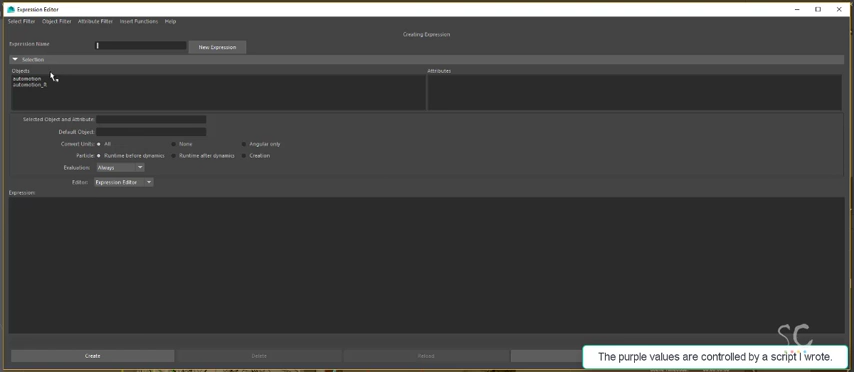 Expression Editor
Select Filter Object Filter Attribute Filter Insert Functions Help
Creating Expression
Expression Name
New Expression
Selection
Objects Attributes
automotion
automotion_lt
Selected Object and Attribute:
Default Object:
Convert Units: All None Angular only
Particle: Runtime before dynamics Runtime after dynamics Creation
Evaluation: Always
Editor: Expression Editor
Expression:
Create Delete Reload
SC
The purple values are controlled by a script I wrote.